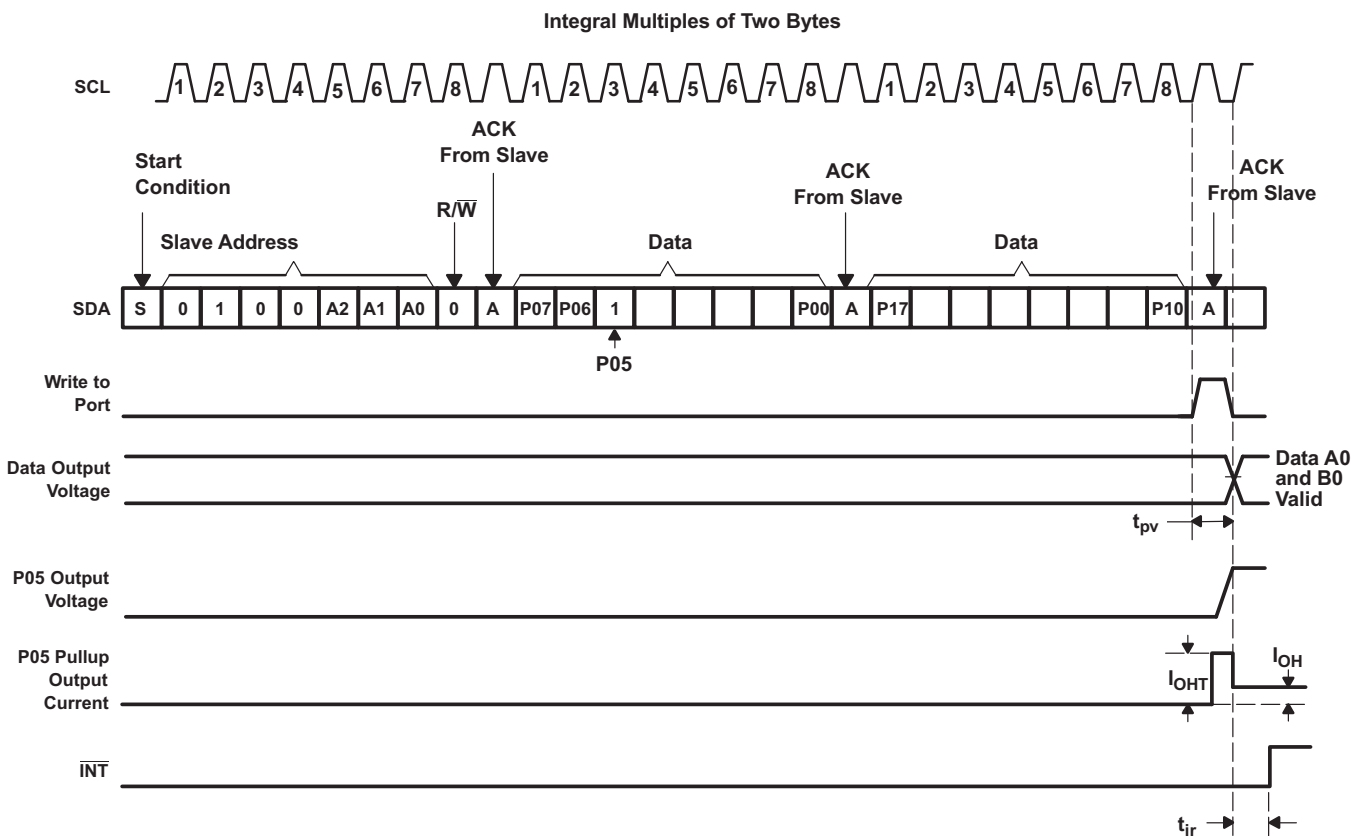 Integral Multiples of Two Bytes
SCL
1 2 3 4 5 6 7 8 1 2 3 4 5 6 7 8 1 2 3 4 5 6 7 8
Start
Condition
ACK
From Slave
R/W̅
ACK
From Slave
ACK
From Slave
Slave Address
Data
Data
SDA
S 0 1 0 0 A2 A1 A0 0 A P07 P06 1 P00 A P17 P10 A
P05
Write to
Port
Data Output
Voltage
Data A0
and B0
Valid
tpv
P05 Output
Voltage
P05 Pullup
Output
Current
IOHT
IOH
I̅N̅T̅
tir